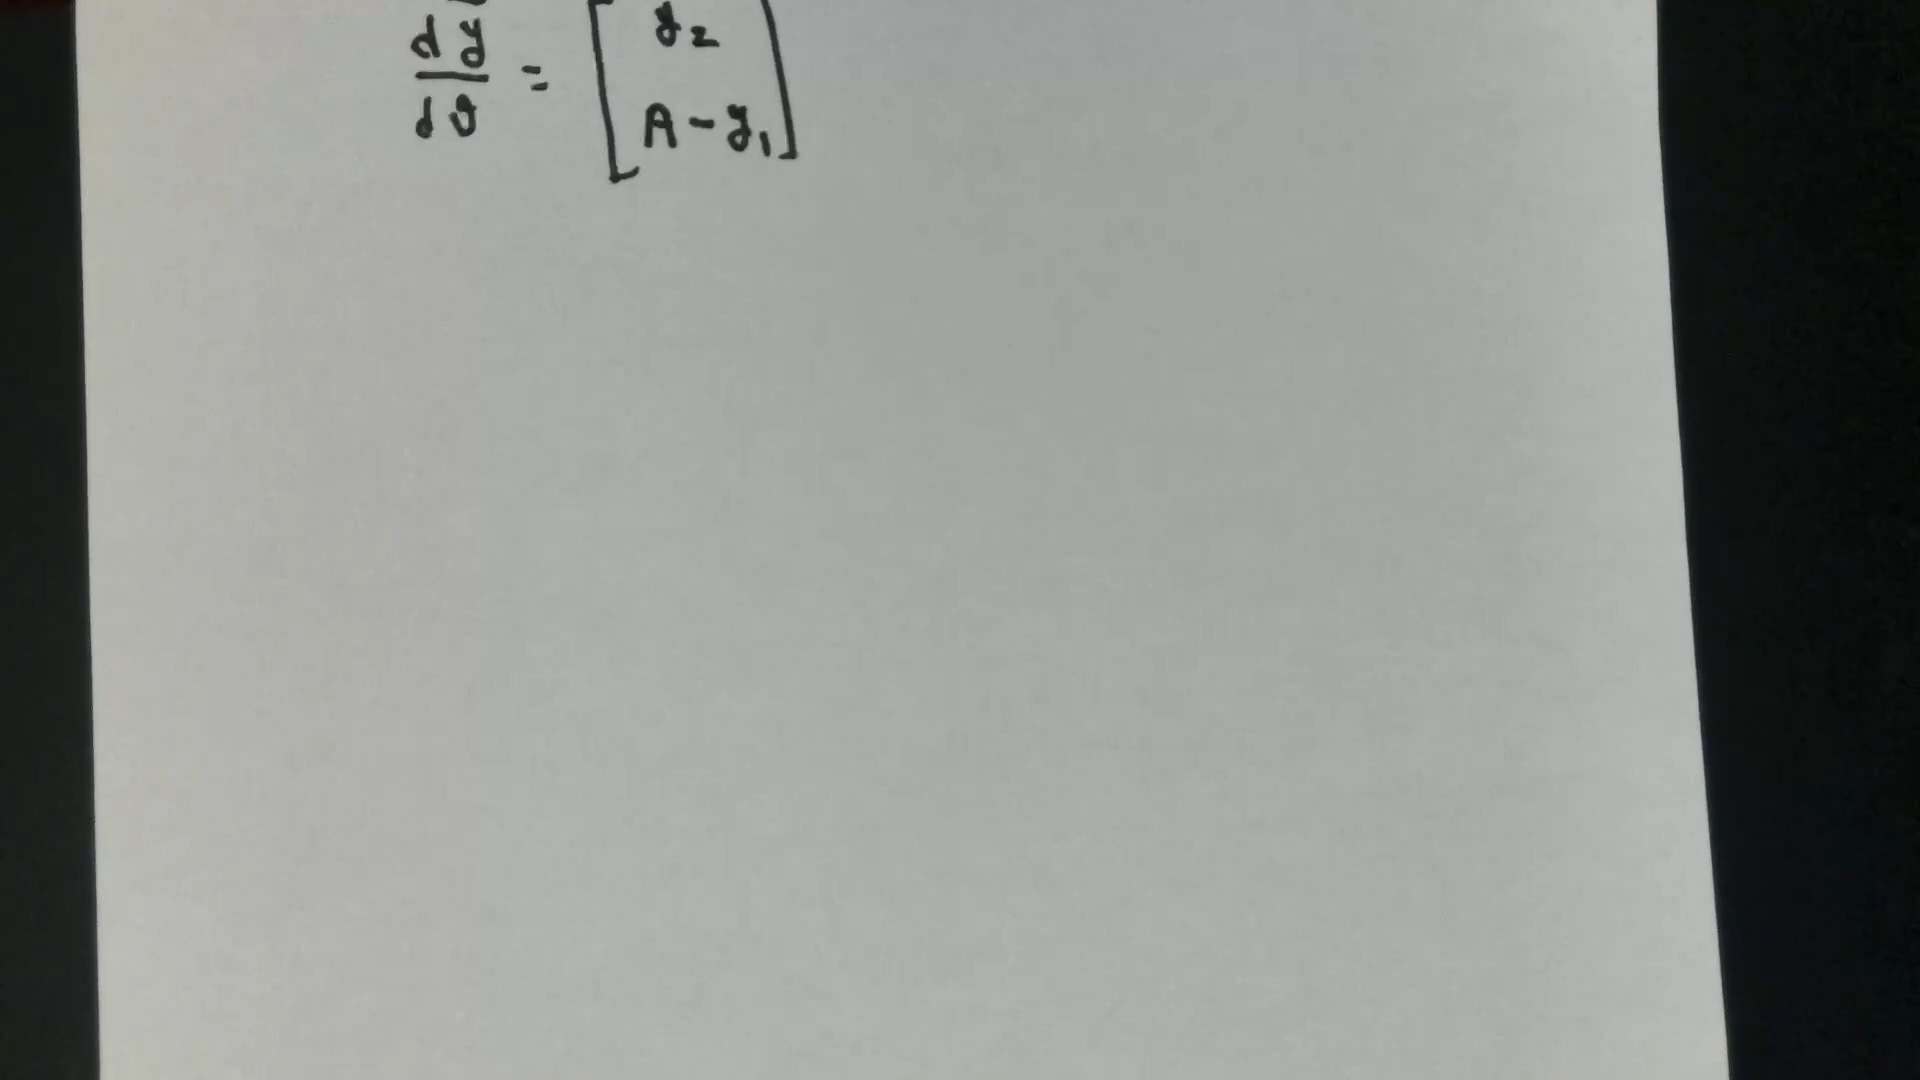 dy/dθ = [ y₂
A - y₁ ]